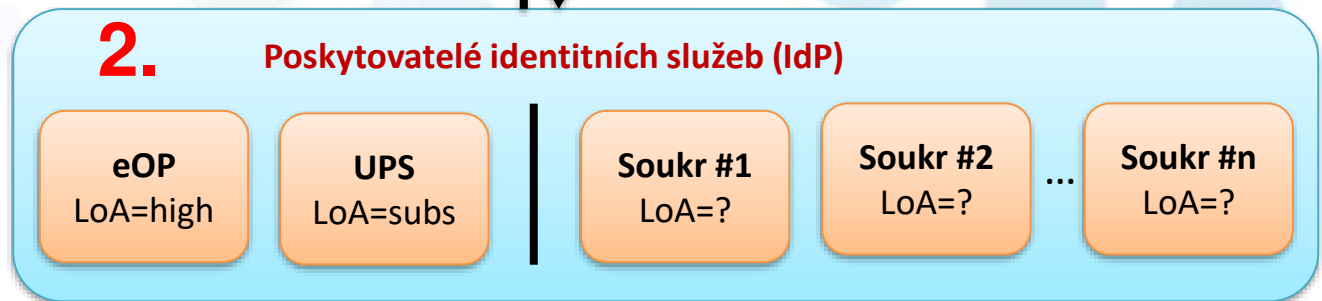 2.
Poskytovatelé identitních služeb (IdP)
eOP
LoA=high
UPS
LoA=subs
Soukr #1
LoA=?
Soukr #2
LoA=?
...
Soukr #n
LoA=?